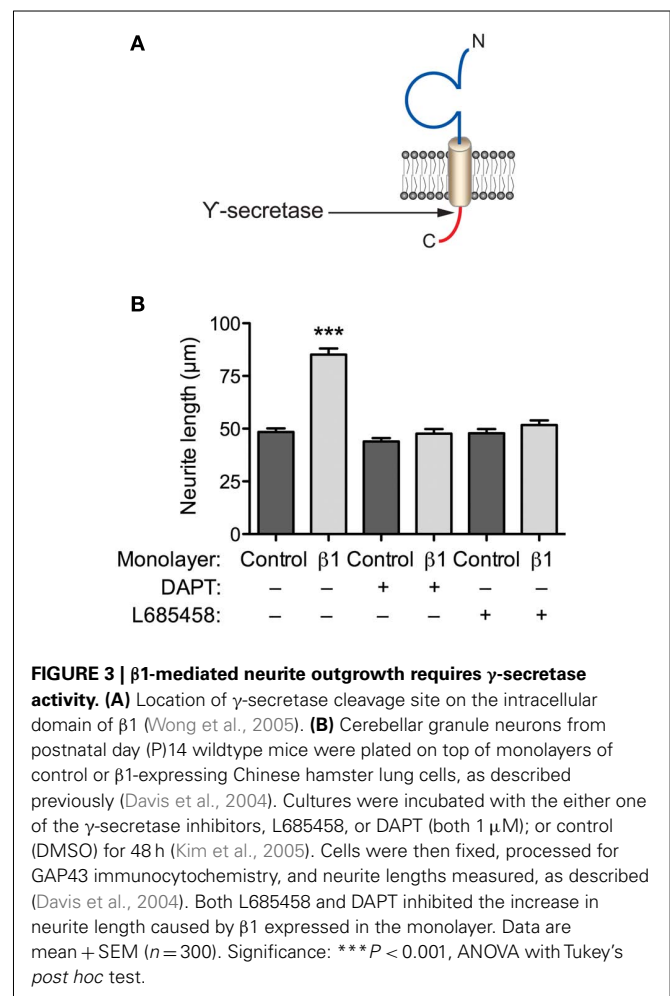 A
N
ϒ-secretase
C
B
100
75
50
25
0
Neurite length (μm)
***
Monolayer: Control β1 Control β1 Control β1
DAPT: – – + + – –
L685458: – – – – + +
FIGURE 3 | β1-mediated neurite outgrowth requires γ-secretase
activity. (A) Location of γ-secretase cleavage site on the intracellular
domain of β1 (Wong et al., 2005). (B) Cerebellar granule neurons from
postnatal day (P)14 wildtype mice were plated on top of monolayers of
control or β1-expressing Chinese hamster lung cells, as described
previously (Davis et al., 2004). Cultures were incubated with the either one
of the γ-secretase inhibitors, L685458, or DAPT (both 1 μM); or control
(DMSO) for 48 h (Kim et al., 2005). Cells were then fixed, processed for
GAP43 immunocytochemistry, and neurite lengths measured, as described
(Davis et al., 2004). Both L685458 and DAPT inhibited the increase in
neurite length caused by β1 expressed in the monolayer. Data are
mean + SEM (n = 300). Significance: ***P < 0.001, ANOVA with Tukey's
post hoc test.